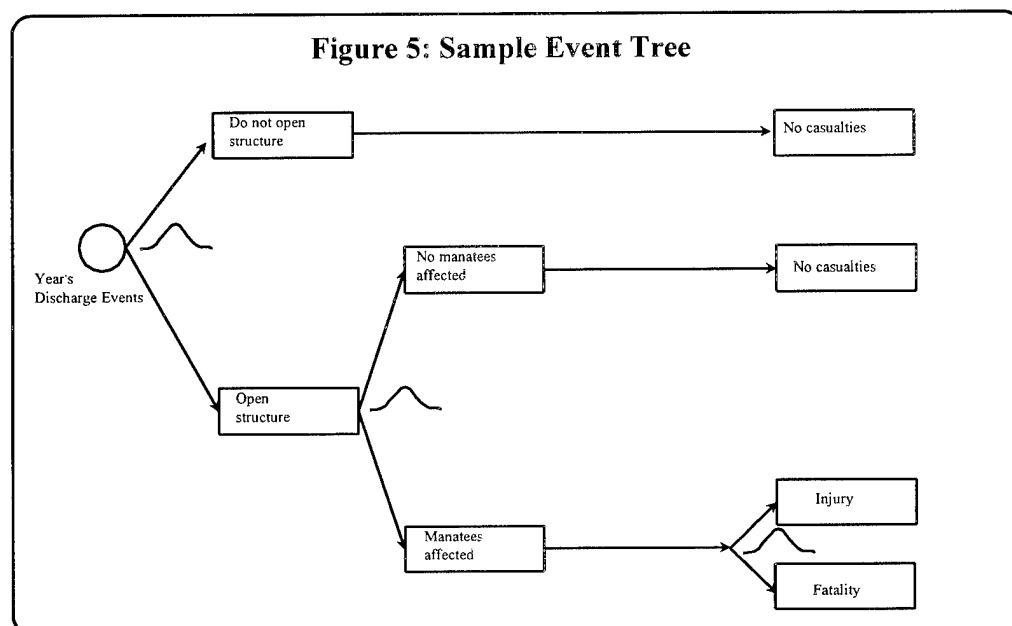 Figure 5: Sample Event Tree
Do not open
structure
No casualties
Year's
Discharge Events
No manatees
affected
No casualties
Open
structure
Manatees
affected
Injury
Fatality